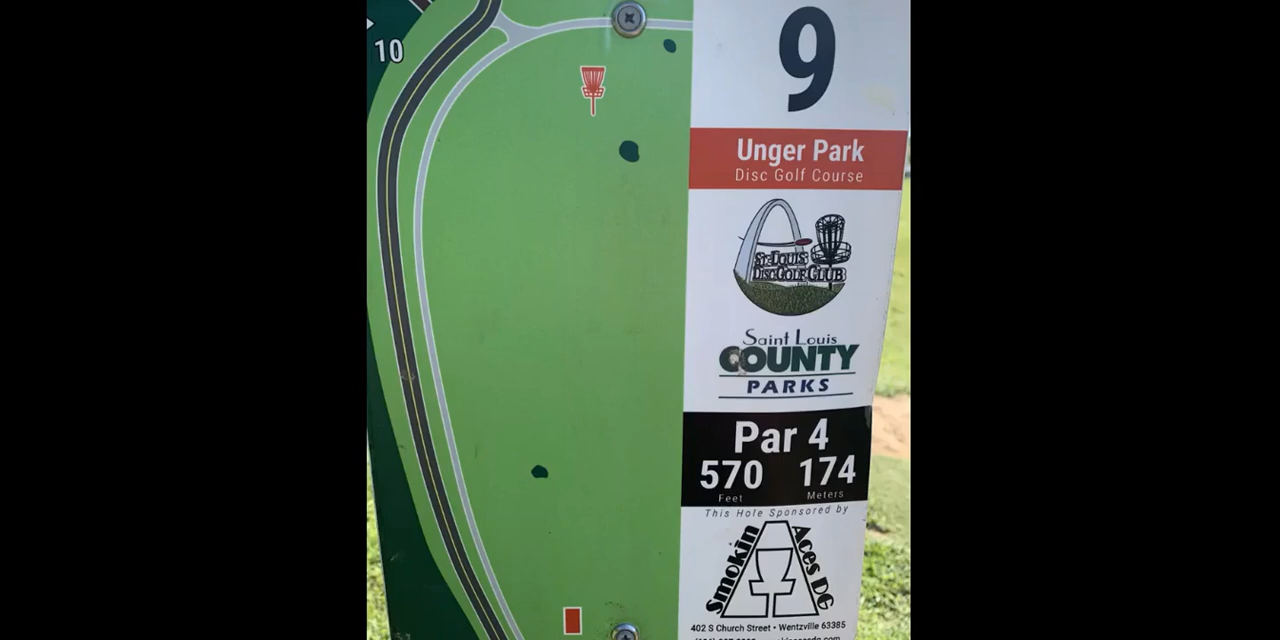 10
9
Unger Park
Disc Golf Course
St. Louis
Disc Golf Club
Saint Louis
COUNTY
PARKS
Par 4
570 174
Feet Meters
This Hole Sponsored by
Smokin Aces DG
402 S Church Street • Wentzville 63385